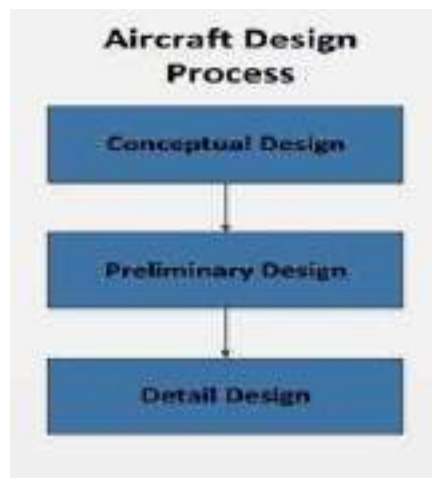 Aircraft Design
Process
Conceptual Design
Preliminary Design
Detail Design